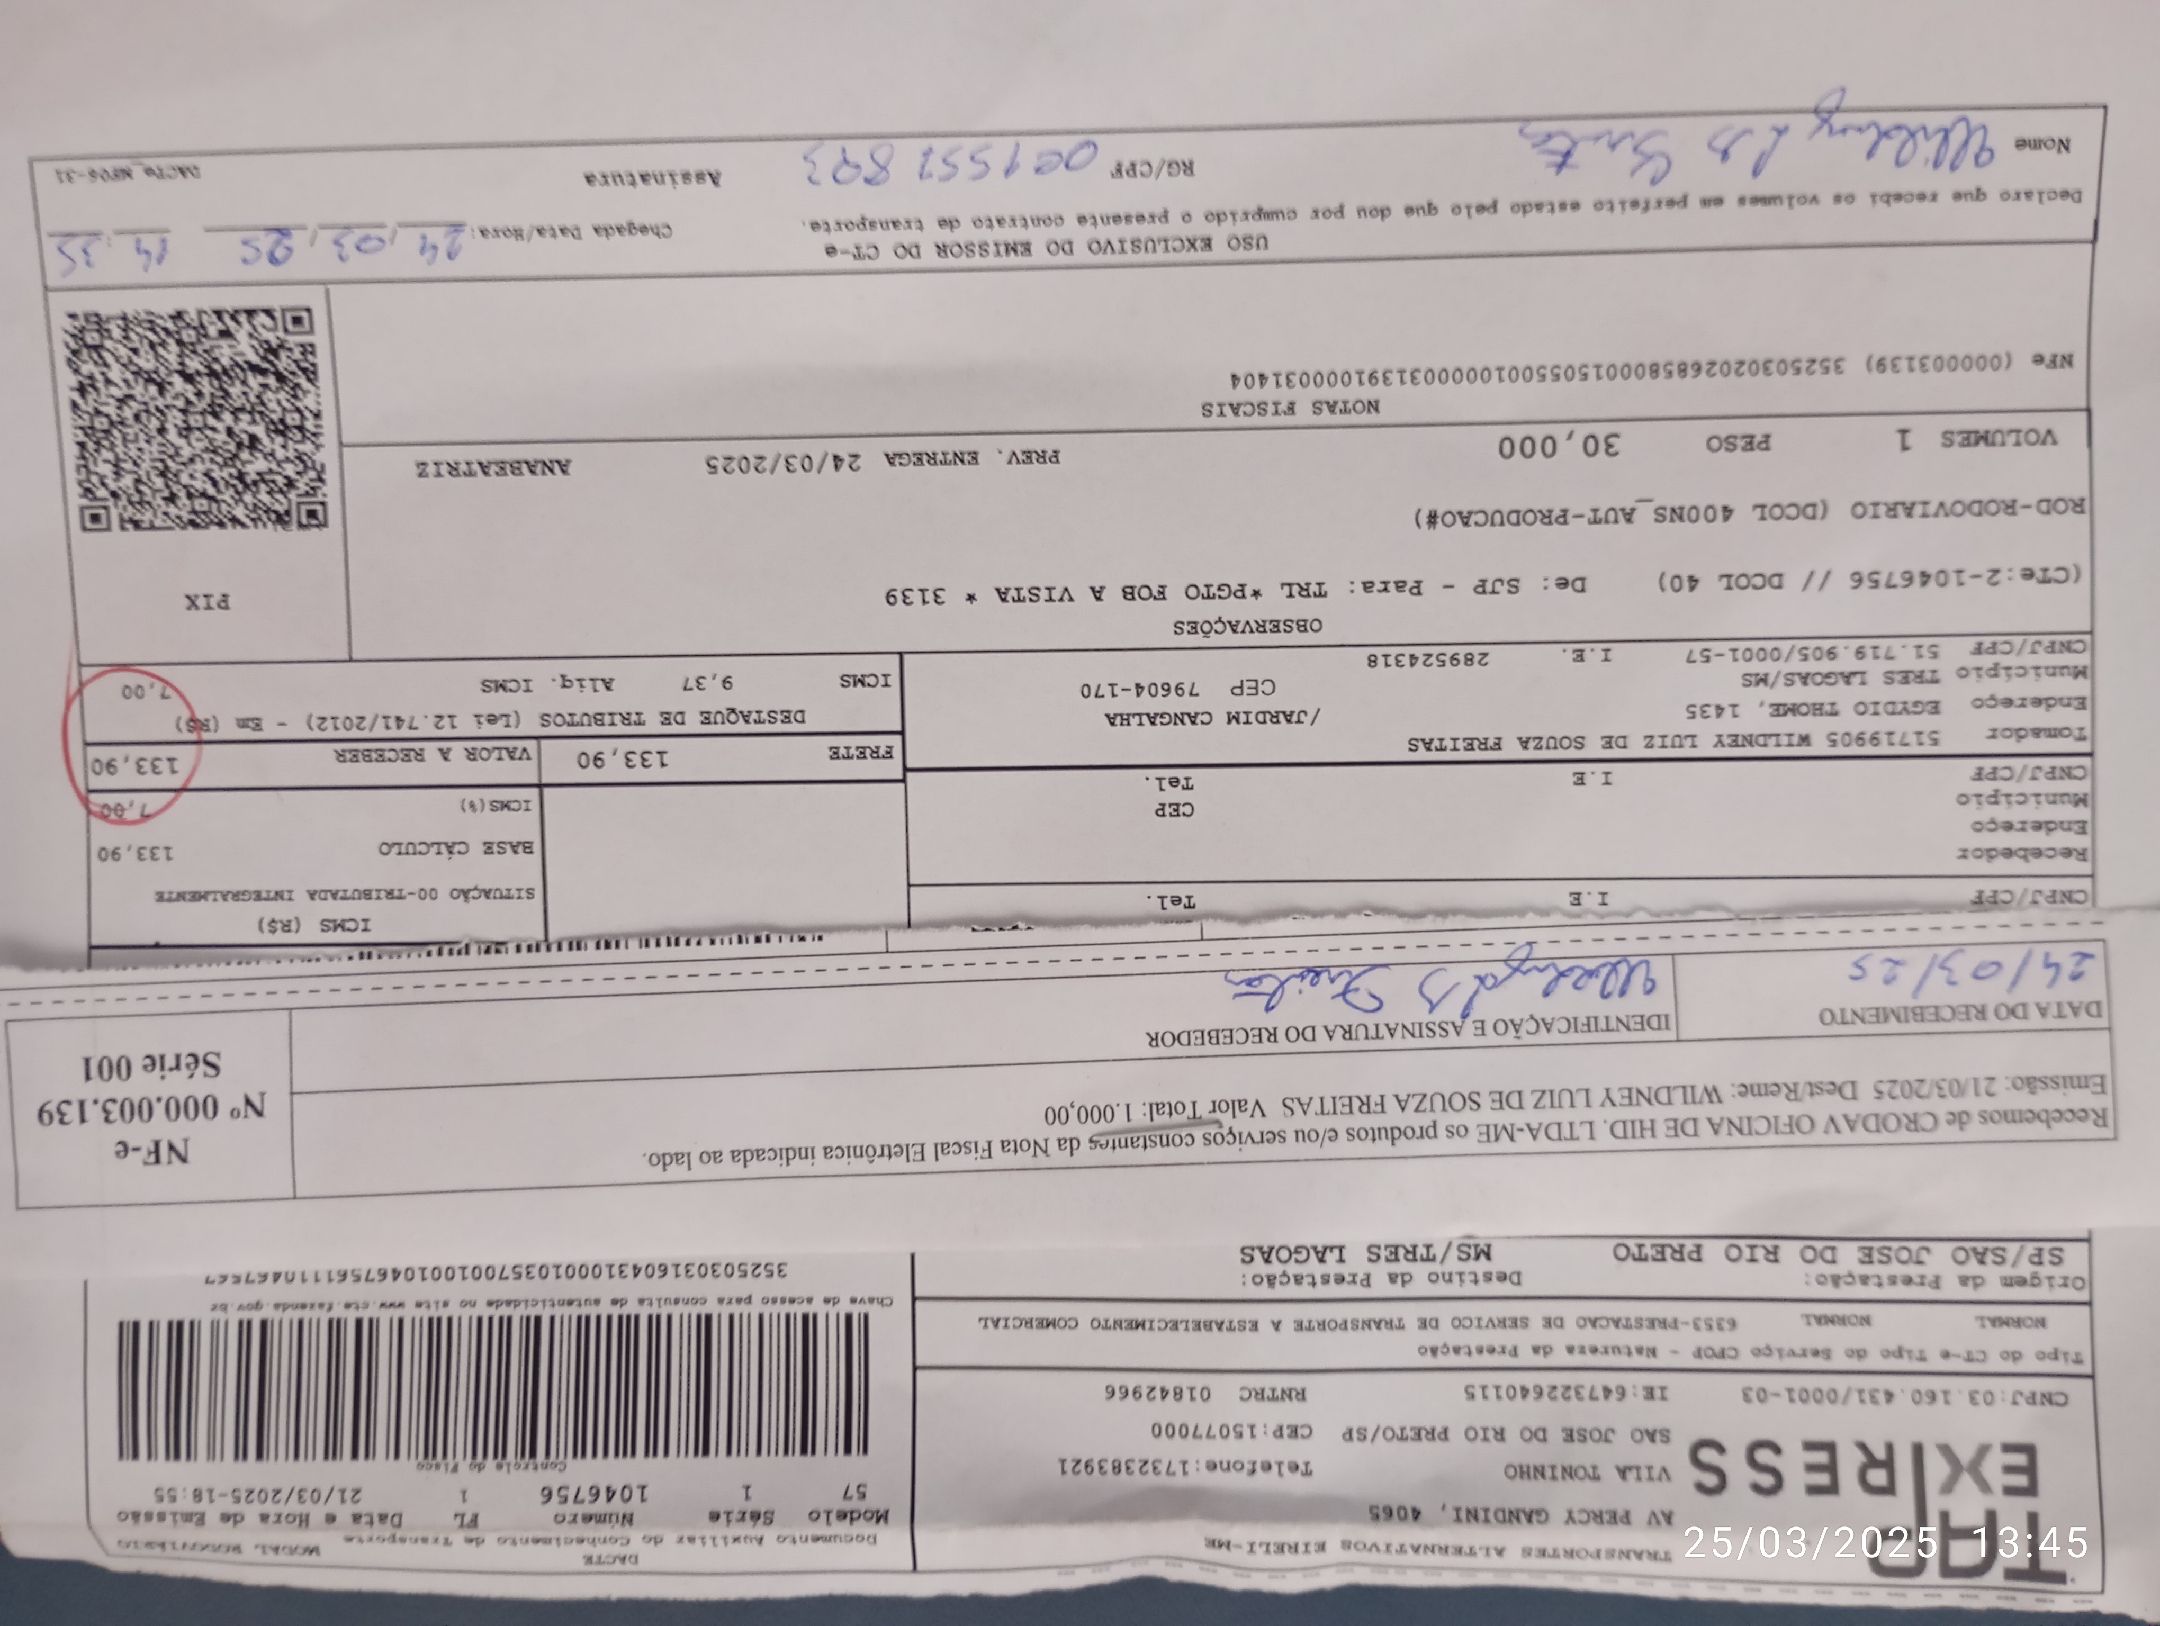 TRANSPORTES ALTERNATIVOS EIRELI-ME
AV PERCY GANDINI, 4065
VILA TONINHO Telefone:1732383921
SAO JOSE DO RIO PRETO/SP CEP:15077000
CNPJ:03.160.431/0001-03 IE:647322640115 RNTRC 01842966
DACTE
Documento Auxiliar do Conhecimento de Transporte MODAL RODOVIÁRIO
Modelo Série Número FL Data e Hora de Emissão
57 1 1046756 1 21/03/2025-18:55
Controle do Fisco
Chave de acesso para consulta de autenticidade no site www.cte.fazenda.gov.br
Tipo do CT-e Tipo do Serviço CFOP - Natureza da Prestação
NORMAL NORMAL 6353-PRESTACAO DE SERVICO DE TRANSPORTE A ESTABELECIMENTO COMERCIAL
Origem da Prestação: Destino da Prestação:
SP/SAO JOSE DO RIO PRETO MS/TRES LAGOAS
Recebemos de CRODAV OFICINA DE HID. LTDA-ME os produtos e/ou serviços constantes da Nota Fiscal Eletrônica indicada ao lado.
Emissão: 21/03/2025 Dest/Reme: WILDNEY LUIZ DE SOUZA FREITAS Valor Total: 1.000,00
NF-e
Nº 000.003.139
Série 001
DATA DO RECEBIMENTO
24/03/25
IDENTIFICAÇÃO E ASSINATURA DO RECEBEDOR
CNPJ/CPF I.E Tel.
Recebedor
Endereço
Município CEP
CNPJ/CPF I.E Tel.
Tomador 51719905 WILDNEY LUIZ DE SOUZA FREITAS
Endereço EGYDIO THOME, 1435 /JARDIM CANGALHA
Município TRES LAGOAS/MS CEP 79604-170
CNPJ/CPF 51.719.905/0001-57 I.E. 289524318
ICMS (R$)
SITUAÇÃO 00-TRIBUTADA INTEGRALMENTE
BASE CÁLCULO 133,90
ICMS(%) 7,00
FRETE 133,90 VALOR A RECEBER 133,90
DESTAQUE DE TRIBUTOS (Lei 12.741/2012) - Em (R$)
ICMS 9,37 Aliq. ICMS 7,00
OBSERVAÇÕES
(CTe:2-1046756 // DCOL 40) De: SJP - Para: TRL *PGTO FOB A VISTA * 3139
ROD-RODOVIARIO (DCOL 400NS_AUT-PRODUCAO#)
VOLUMES 1 PESO 30,000 PREV. ENTREGA 24/03/2025 ANABEATRIZ
PIX
NOTAS FISCAIS
NFe (000003139) 35250302026858000150550010000031391000031404
USO EXCLUSIVO DO EMISSOR DO CT-e
Declaro que recebi os volumes em perfeito estado pelo que dou por cumprido o presente contrato de transporte.
Chegada Data/Hora: 24,03,25 14:35
Nome RG/CPF 001551893 Assinatura
DACTe_MF06-31
TAO
EXPRESS
25/03/2025 13:45